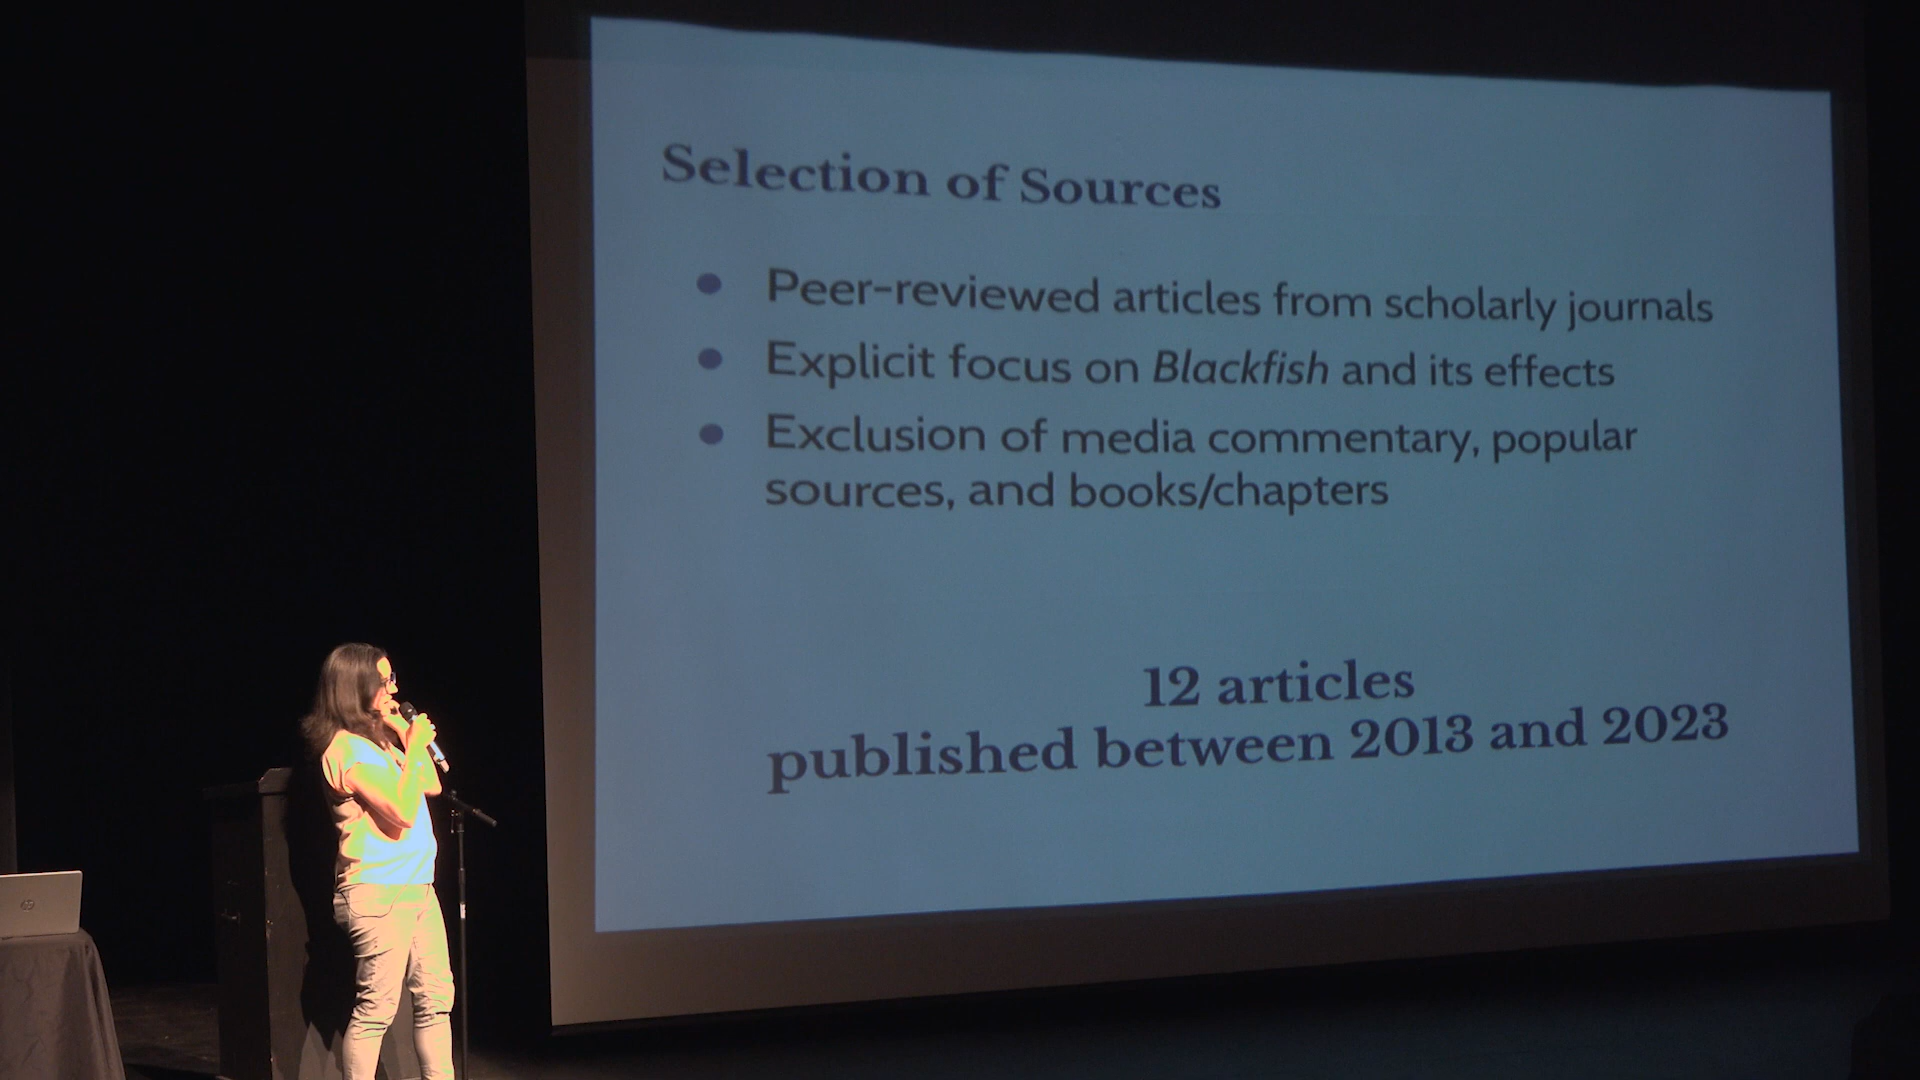 Selection of Sources
Peer-reviewed articles from scholarly journals
Explicit focus on Blackfish and its effects
Exclusion of media commentary, popular
sources, and books/chapters
12 articles
published between 2013 and 2023
hp